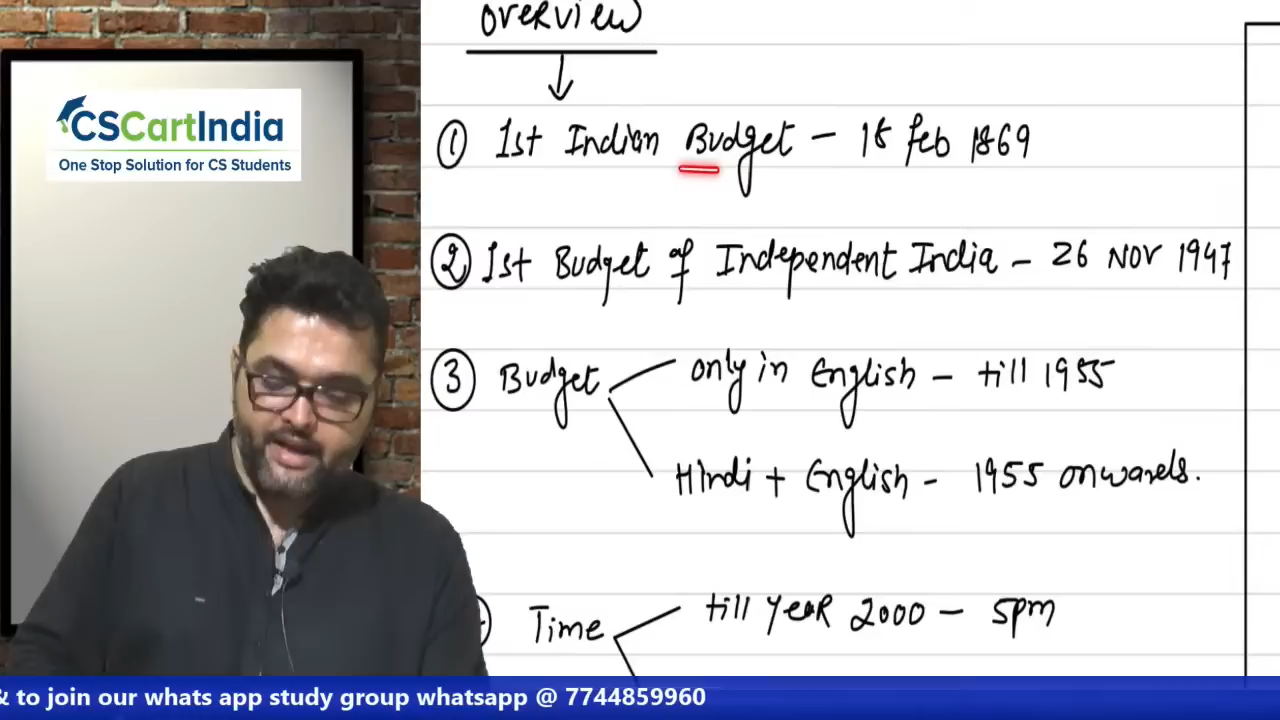 overview
CSCartIndia
One Stop Solution for CS Students
① 1st Indian Budget - 18 Feb 1869
② 1st Budget of Independent India - 26 Nov 1947
③ Budget only in English - till 1955
Hindi + English - 1955 onwards.
Time till year 2000 - 5pm
& to join our whats app study group whatsapp @ 7744859960